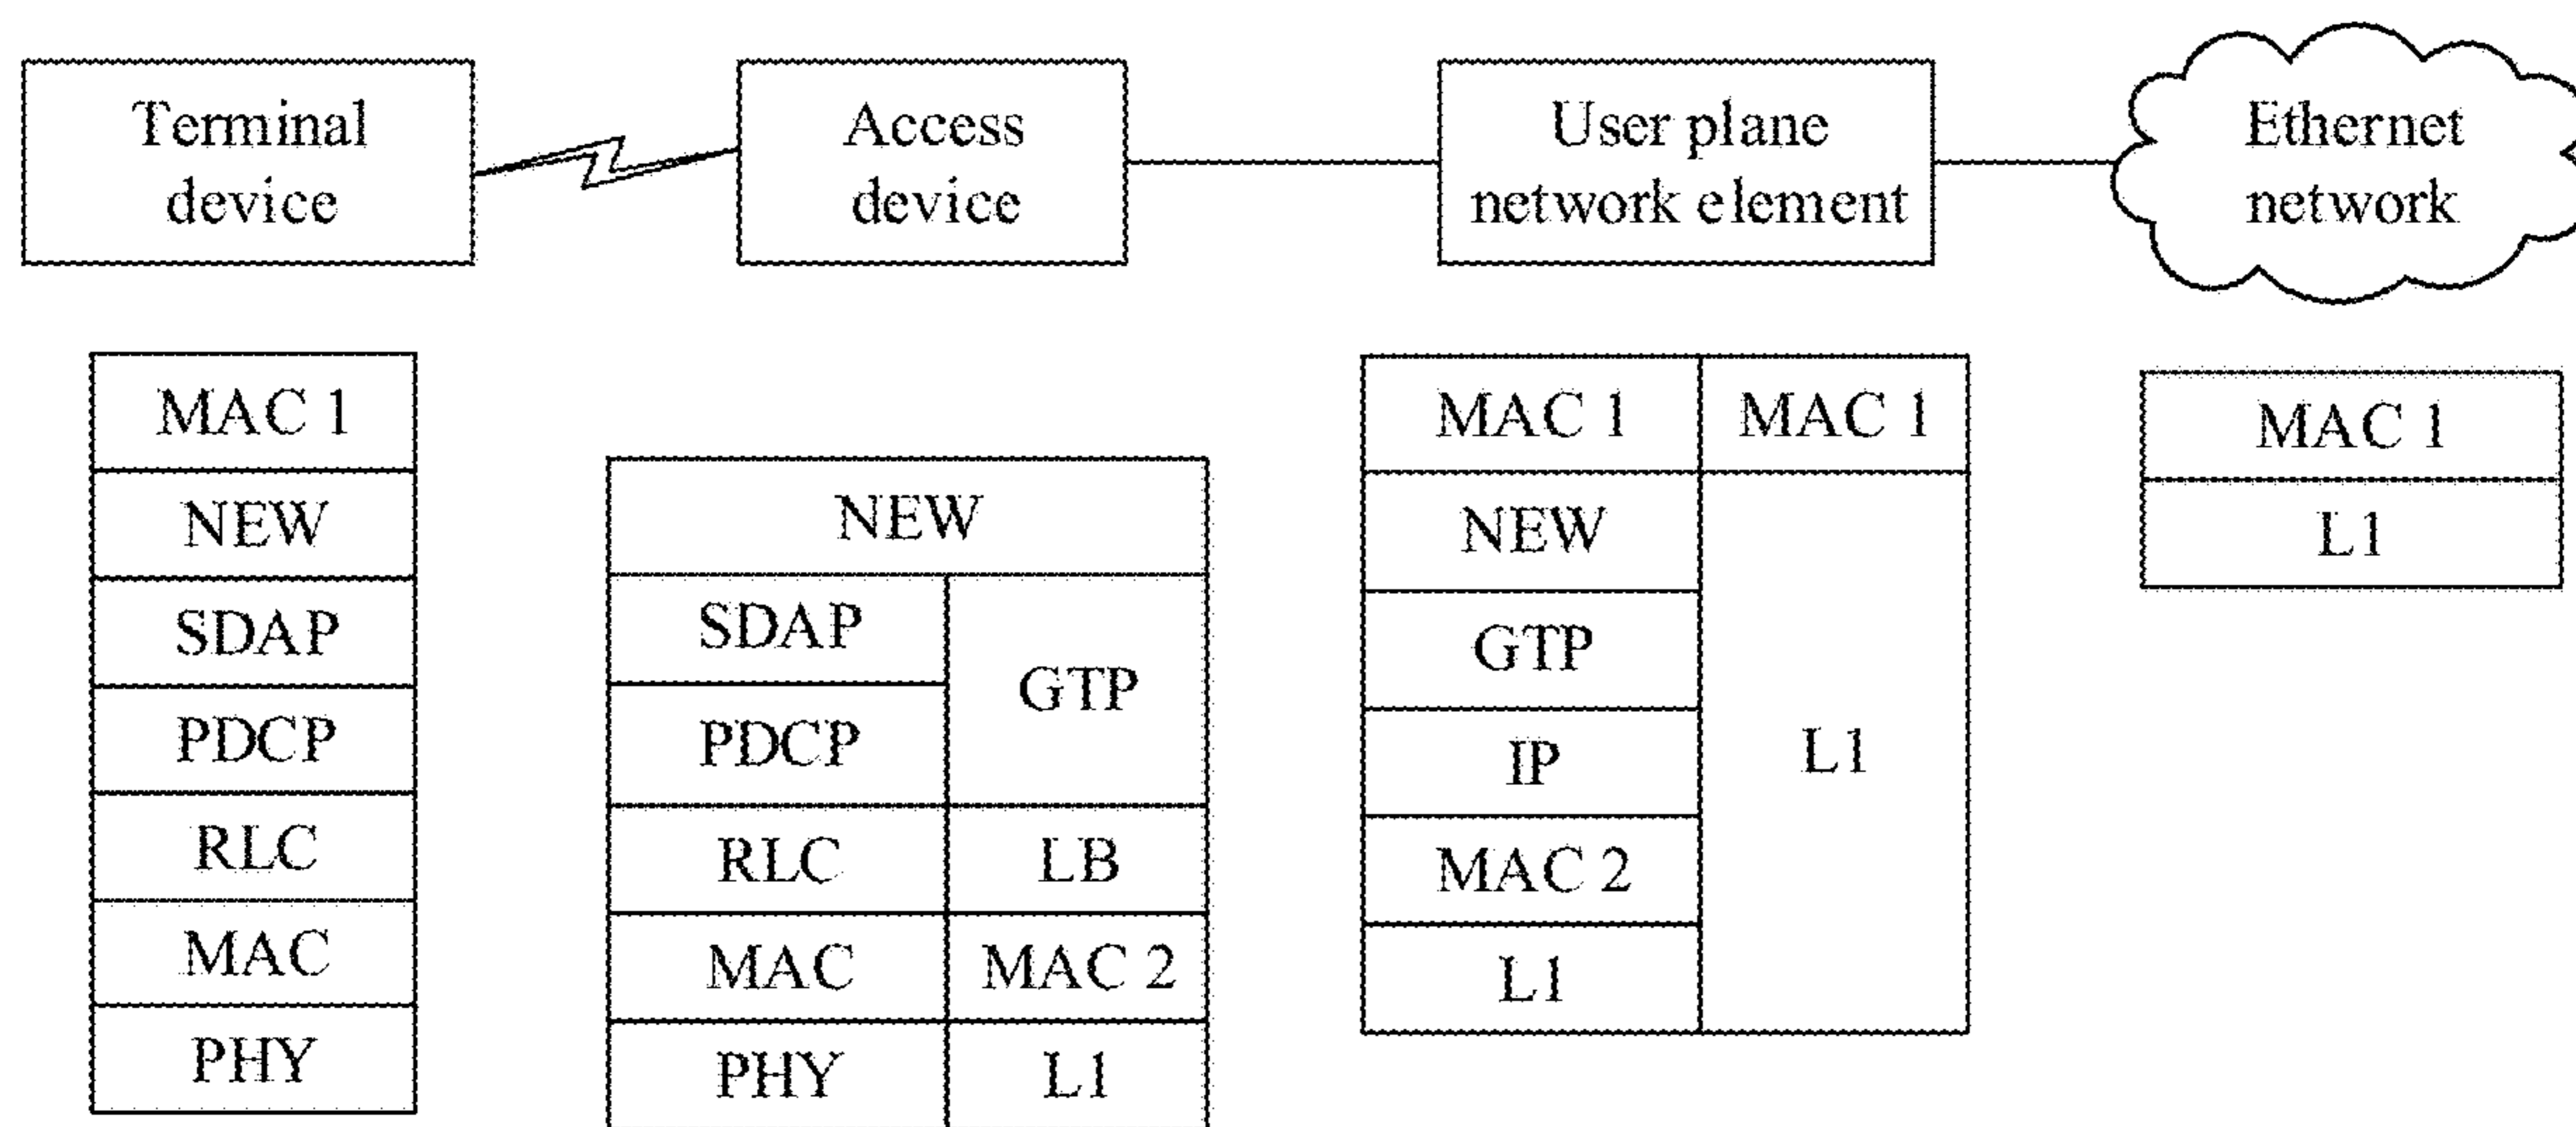 Terminal
device
Access
device
User plane
network element
Ethernet
network
MAC 1
NEW
SDAP
PDCP
RLC
MAC
PHY
NEW
SDAP
GTP
PDCP
RLC LB
MAC MAC 2
PHY L1
MAC 1 MAC 1
NEW
GTP
IP
L1
MAC 2
L1
MAC 1
L1